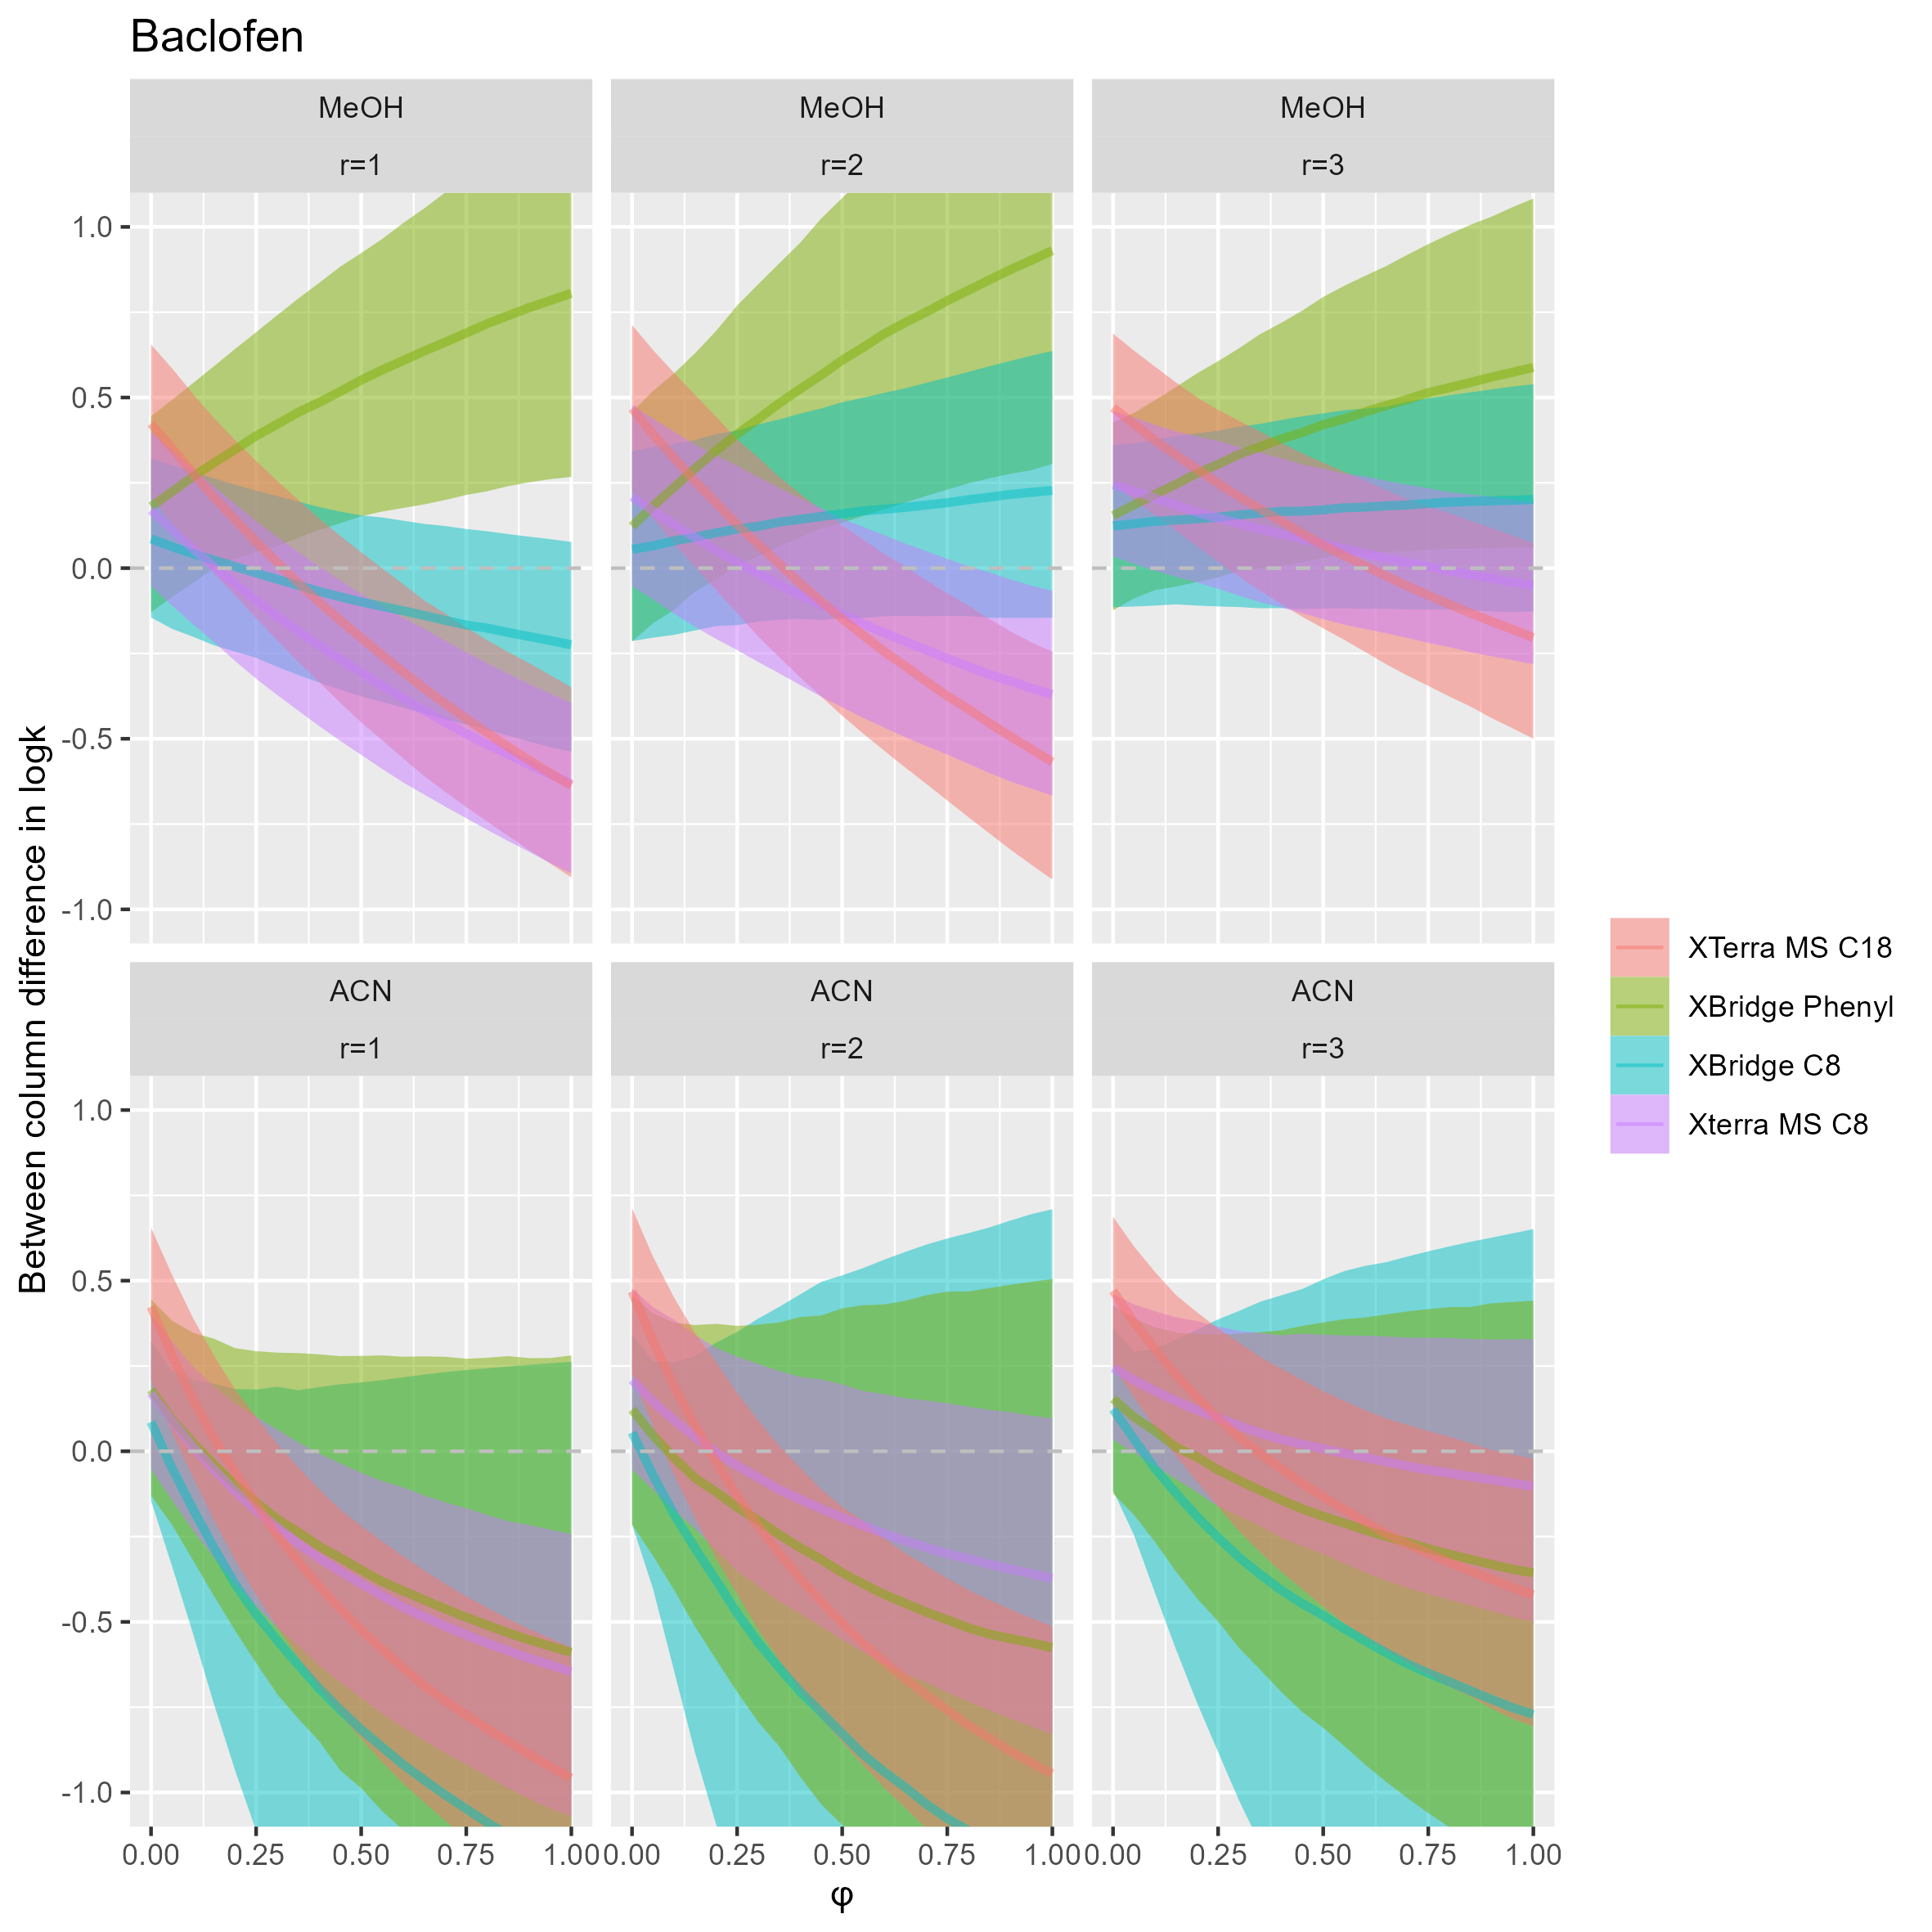 Baclofen
MeOH
r=1
MeOH
r=2
MeOH
r=3
1.0
0.5
0.0
-0.5
-1.0
ACN
r=1
ACN
r=2
ACN
r=3
1.0
0.5
0.0
-0.5
-1.0
0.00 0.25 0.50 0.75 1.00
0.00 0.25 0.50 0.75 1.00
0.00 0.25 0.50 0.75 1.00
φ
Between column difference in logk
XTerra MS C18
XBridge Phenyl
XBridge C8
Xterra MS C8